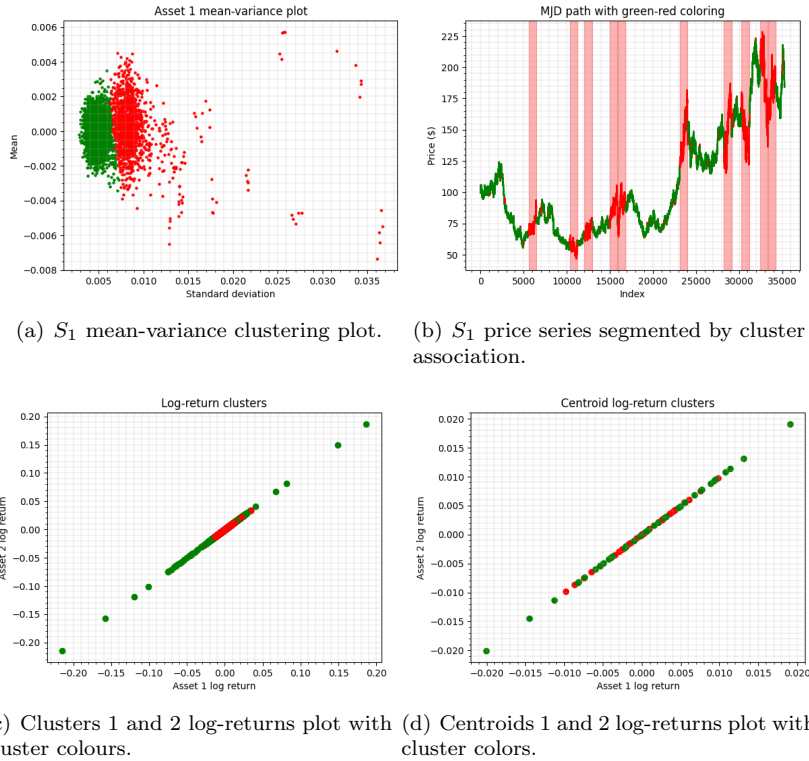 Asset 1 mean-variance plot
0.006
0.004
0.002
0.000
−0.002
−0.004
−0.006
−0.008
Mean
0.005 0.010 0.015 0.020 0.025 0.030 0.035
Standard deviation
MJD path with green-red coloring
225
200
175
150
125
100
75
50
Price ($)
0 5000 10000 15000 20000 25000 30000 35000
Index
(a) S1 mean-variance clustering plot.
(b) S1 price series segmented by cluster
association.
Log-return clusters
0.20
0.15
0.10
0.05
0.00
−0.05
−0.10
−0.15
−0.20
Asset 2 log return
−0.20 −0.15 −0.10 −0.05 0.00 0.05 0.10 0.15 0.20
Asset 1 log return
Centroid log-return clusters
0.020
0.015
0.010
0.005
0.000
−0.005
−0.010
−0.015
−0.020
Asset 2 log return
−0.020 −0.015 −0.010 −0.005 0.000 0.005 0.010 0.015 0.020
Asset 1 log return
) Clusters 1 and 2 log-returns plot with
luster colours.
(d) Centroids 1 and 2 log-returns plot with
cluster colors.